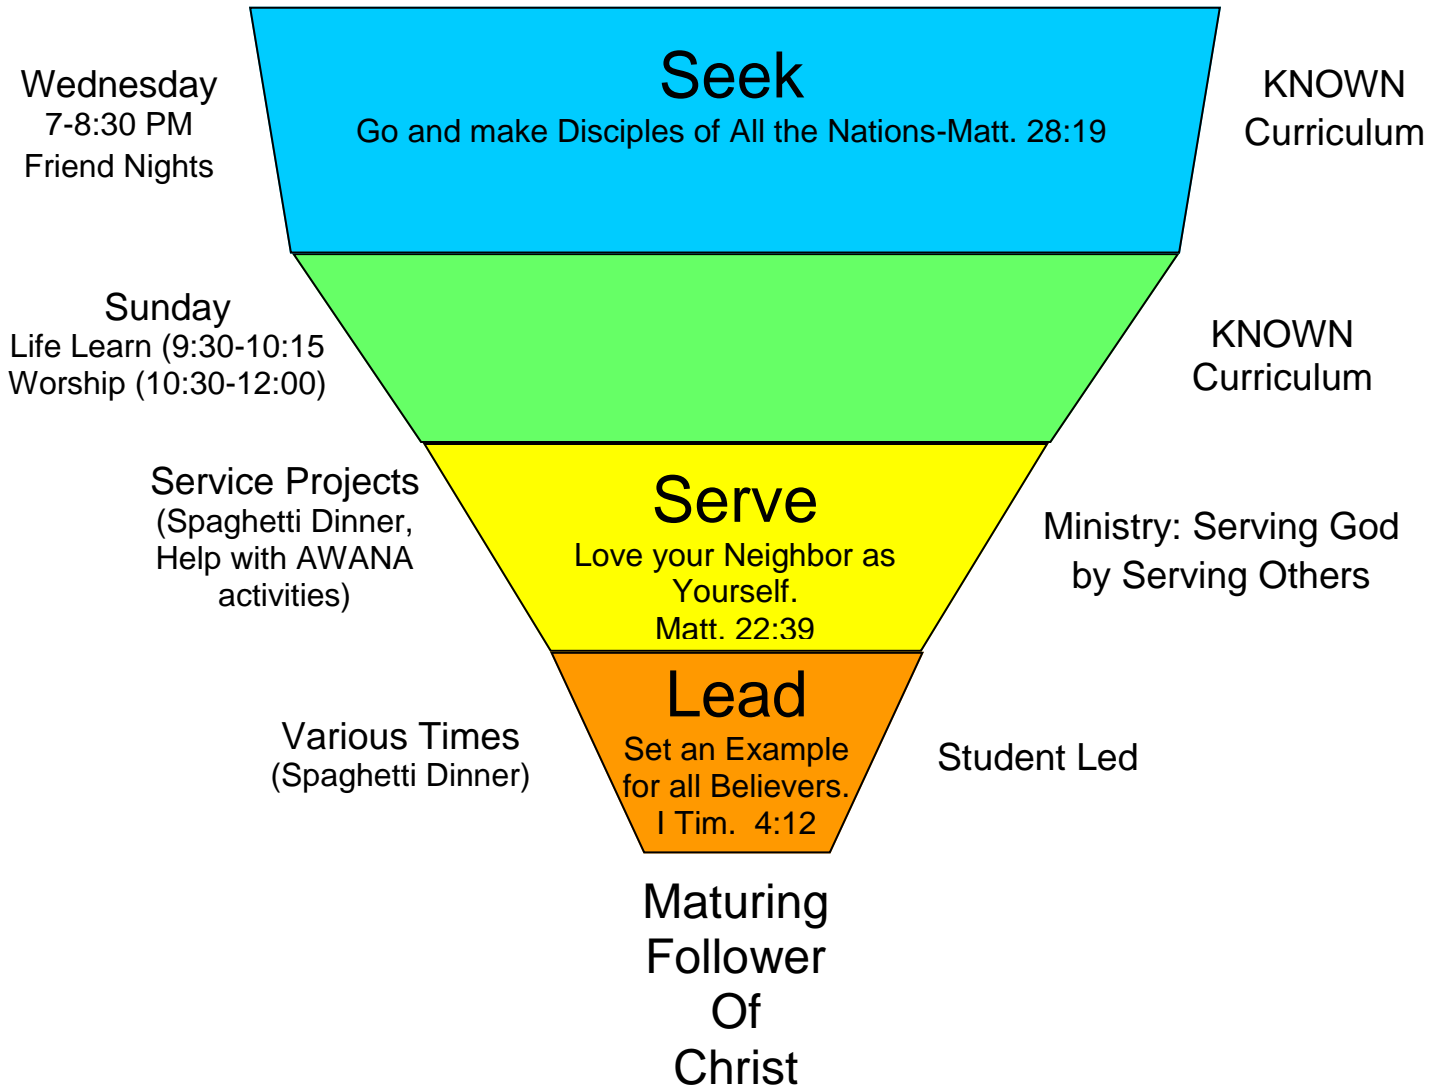 Seek
Go and make Disciples of All the Nations-Matt. 28:19
Wednesday
7-8:30 PM
Friend Nights
KNOWN
Curriculum
Sunday
Life Learn (9:30-10:15
Worship (10:30-12:00)
KNOWN
Curriculum
Service Projects
(Spaghetti Dinner,
Help with AWANA
activities)
Serve
Love your Neighbor as
Yourself.
Matt. 22:39
Ministry: Serving God
by Serving Others
Various Times
(Spaghetti Dinner)
Lead
Set an Example
for all Believers.
I Tim.  4:12
Student Led
Maturing
Follower
Of
Christ